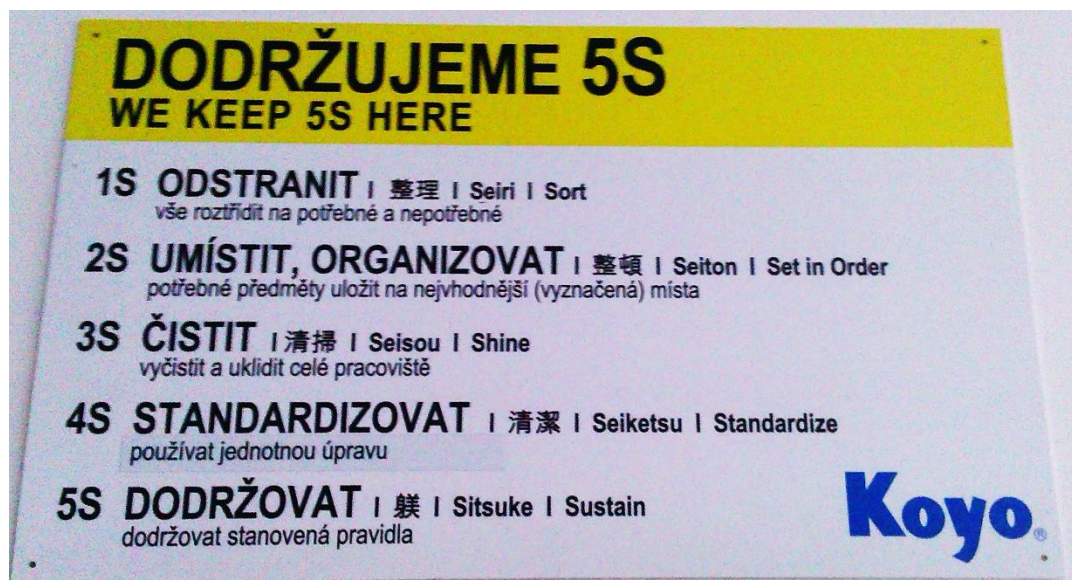 DODRŽUJEME 5S
WE KEEP 5S HERE
1S ODSTRANIT | 整理 | Seiri | Sort
vše roztřídit na potřebné a nepotřebné
2S UMÍSTIT, ORGANIZOVAT | 整頓 | Seiton | Set in Order
potřebné předměty uložit na nejvhodnější (vyznačená) místa
3S ČISTIT | 清掃 | Seisou | Shine
vyčistit a uklidit celé pracoviště
4S STANDARDIZOVAT | 清潔 | Seiketsu | Standardize
používat jednotnou úpravu
5S DODRŽOVAT | 躾 | Sitsuke | Sustain
dodržovat stanovená pravidla
Koyo®